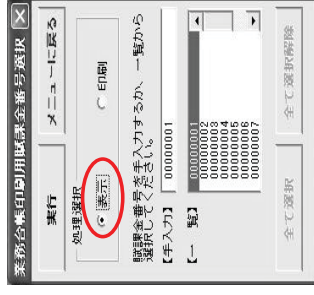 業務台帳印刷用賦課金番号選択
実行
メニューに戻る
処理選択
表示
印刷
賦課金番号を手入力するか、一覧から
選択してください。
【手入力】
00000001
【一　覧】
00000001
00000002
00000003
00000004
00000005
00000006
00000007
全て選択
全て選択解除